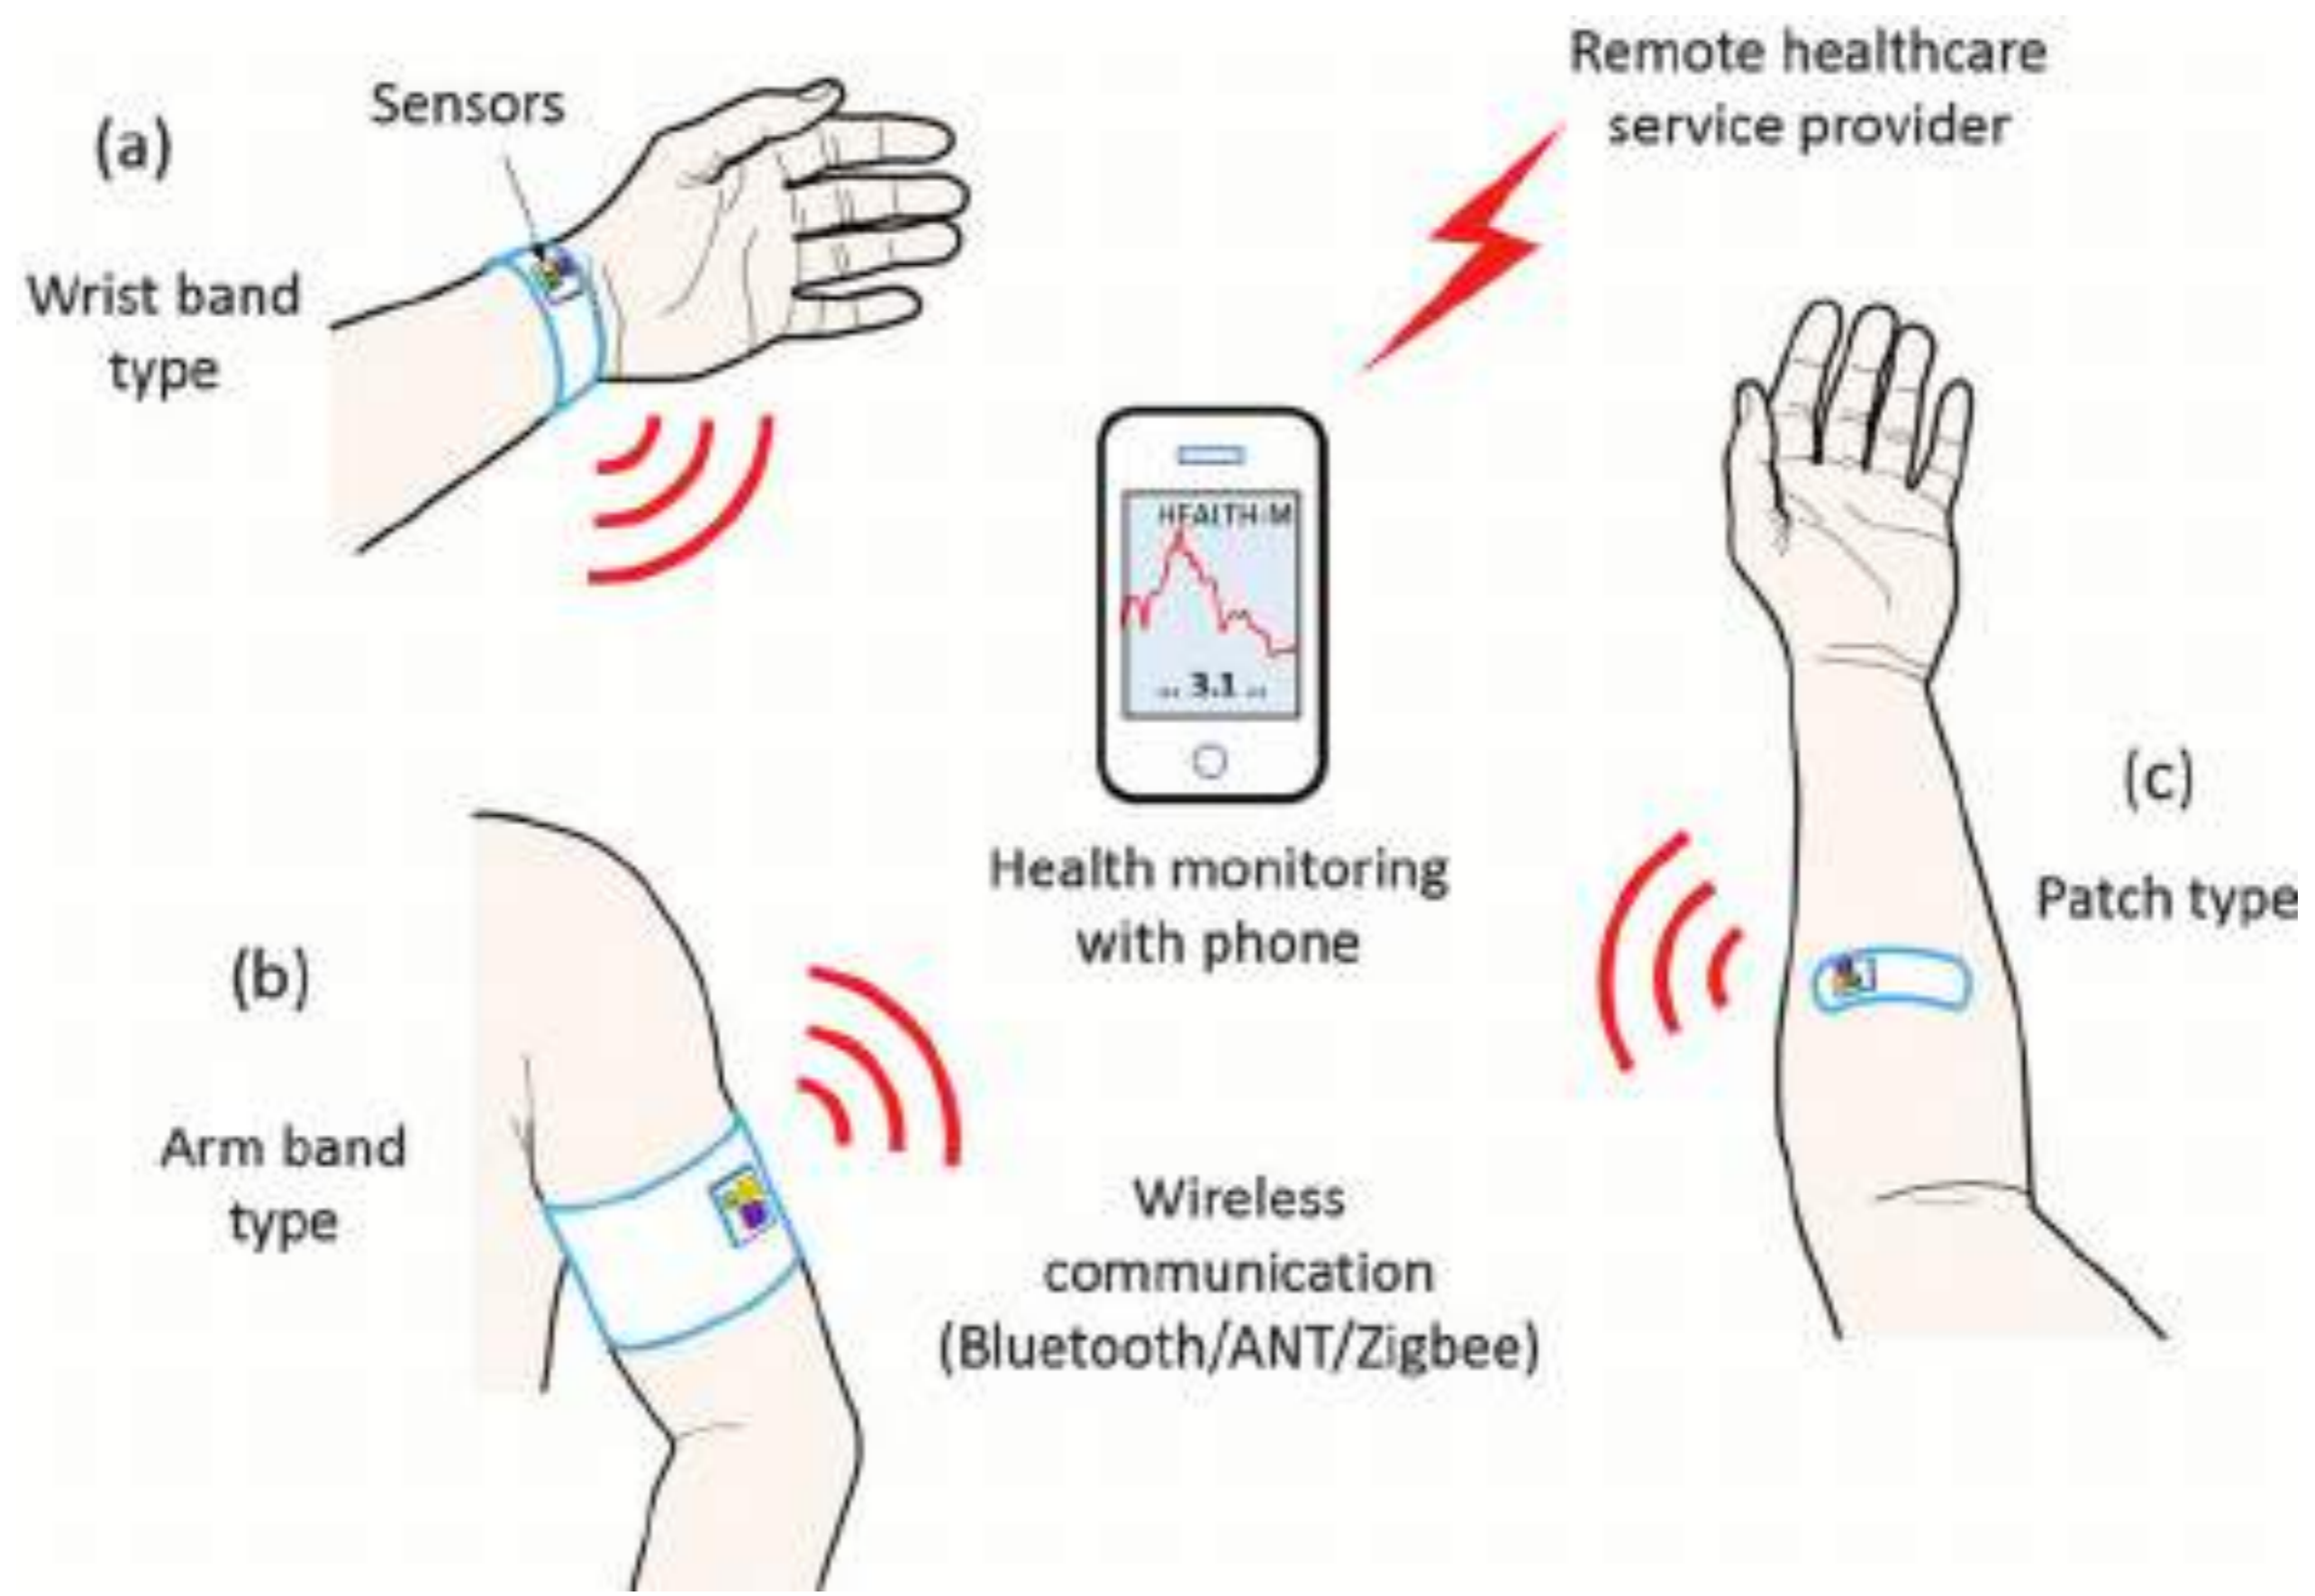 Remote healthcare
service provider
Sensors
(a)
Wrist band
type
HEALTH-M
3.1
(c)
Health monitoring
with phone
Patch type
(b)
Arm band
type
Wireless
communication
(Bluetooth/ANT/Zigbee)